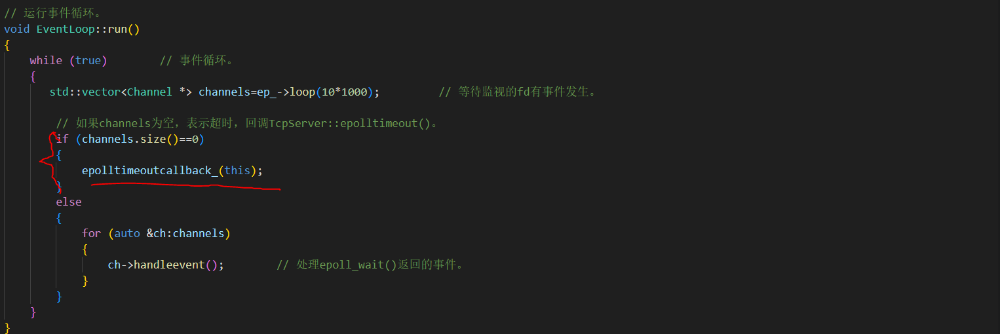 // 运行事件循环。
void EventLoop::run()
{
    while (true)        // 事件循环。
    {
       std::vector<Channel *> channels=ep_->loop(10*1000);         // 等待监视的fd有事件发生。
        // 如果channels为空，表示超时，回调TcpServer::epolltimeout()。
        if (channels.size()==0)
        {
            epolltimeoutcallback_(this);
        }
        else
        {
            for (auto &ch:channels)
            {
                ch->handleevent();        // 处理epoll_wait()返回的事件。
            }
        }
    }
}